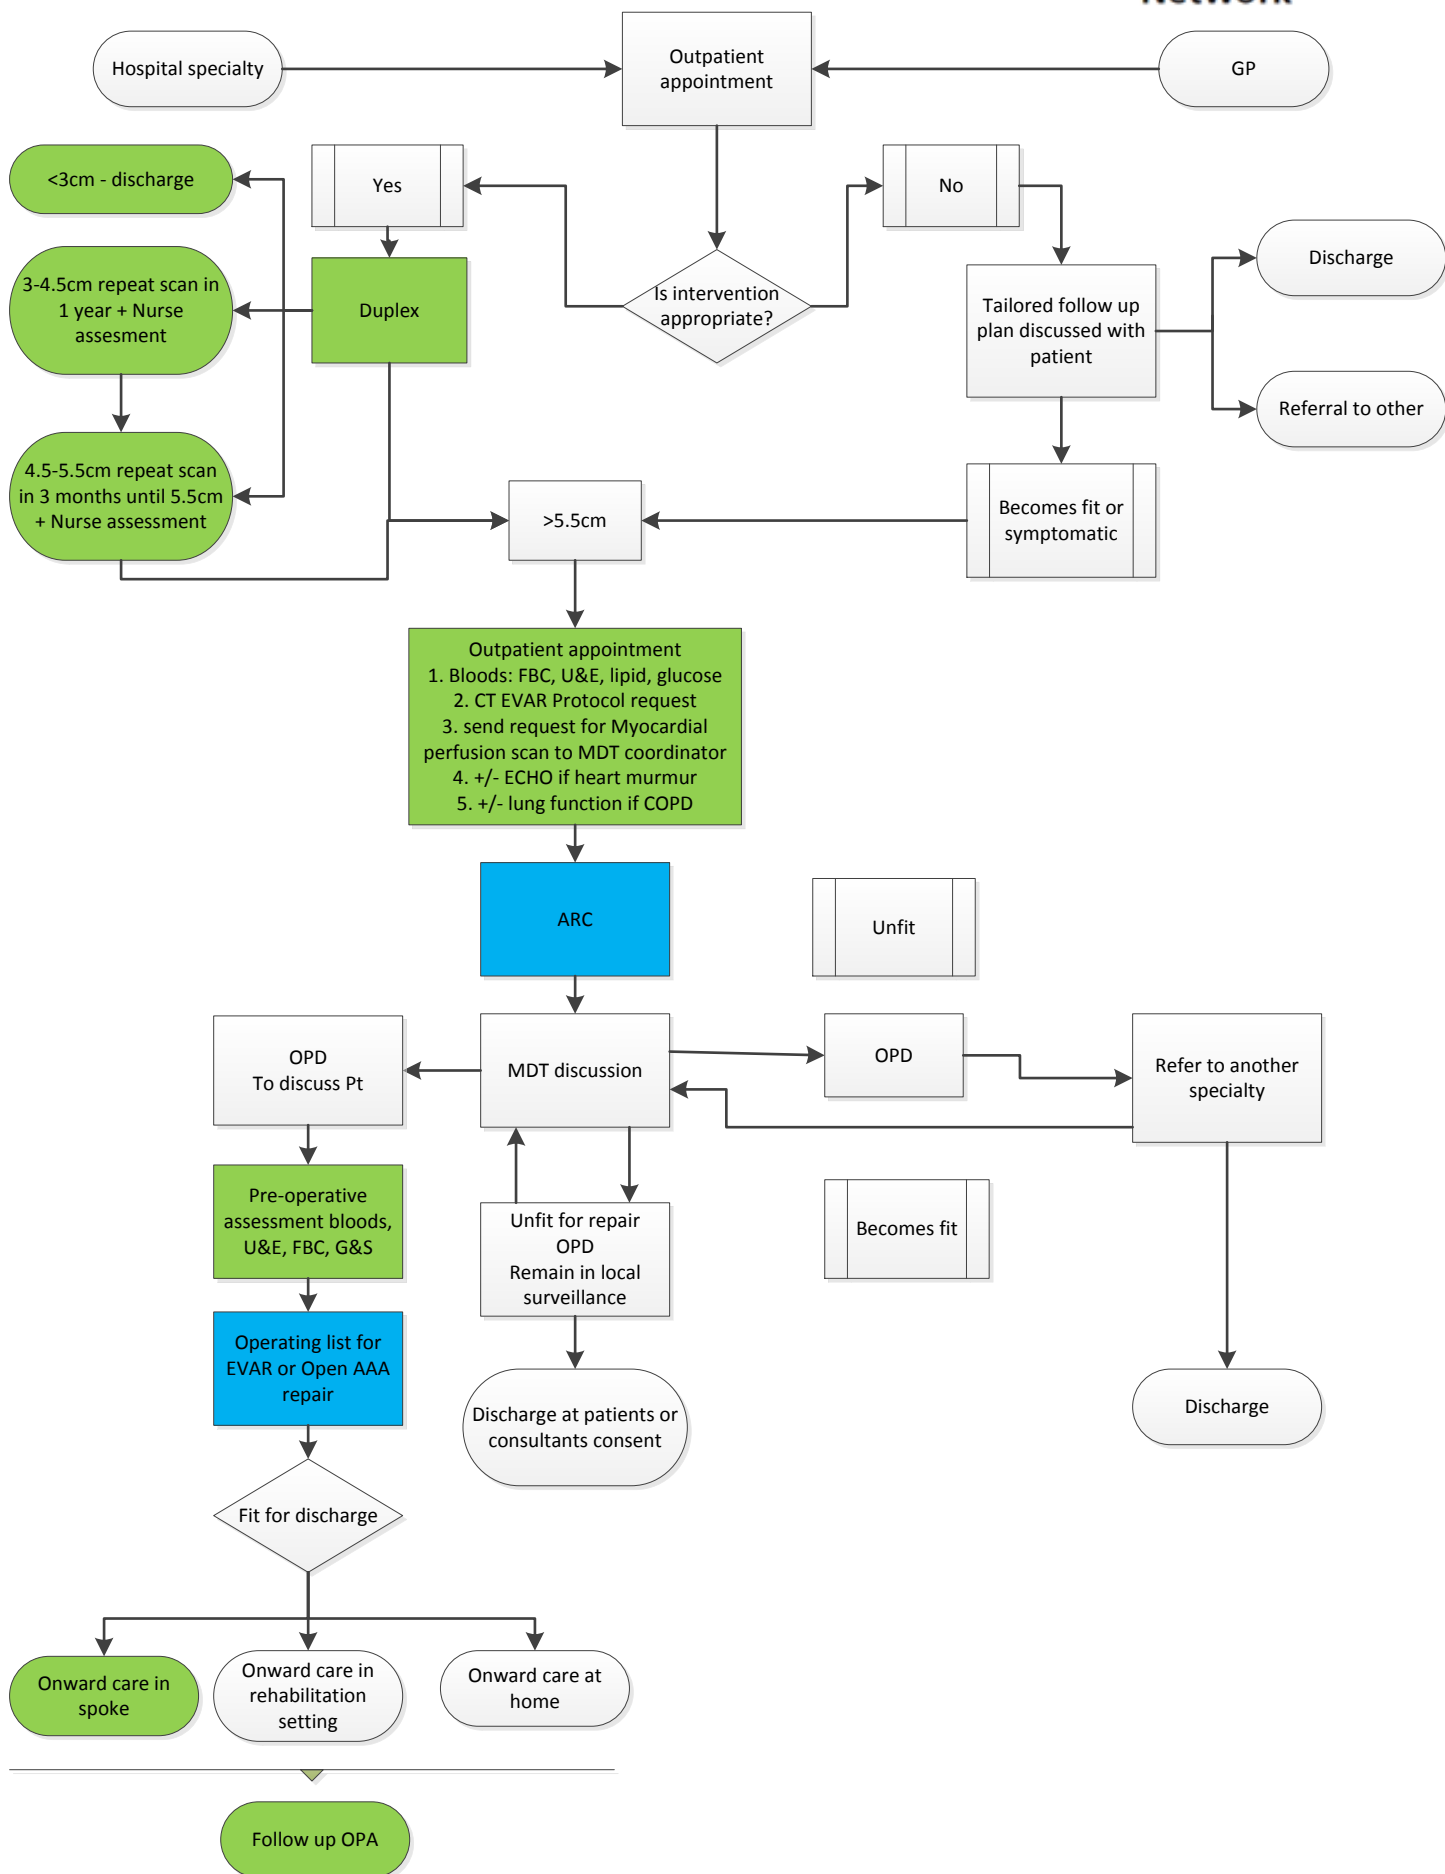 Network
Hospital specialty
Outpatient
appointment
GP
<3cm - discharge
Yes
No
3-4.5cm repeat scan in
1 year + Nurse
assesment
Duplex
Is intervention
appropriate?
Tailored follow up
plan discussed with
patient
Discharge
Referral to other
4.5-5.5cm repeat scan
in 3 months until 5.5cm
+ Nurse assessment
>5.5cm
Becomes fit or
symptomatic
Outpatient appointment
1. Bloods: FBC, U&E, lipid, glucose
2. CT EVAR Protocol request
3. send request for Myocardial
perfusion scan to MDT coordinator
4. +/- ECHO if heart murmur
5. +/- lung function if COPD
ARC
Unfit
OPD
To discuss Pt
MDT discussion
OPD
Refer to another
specialty
Pre-operative
assessment bloods,
U&E, FBC, G&S
Unfit for repair
OPD
Remain in local
surveillance
Becomes fit
Operating list for
EVAR or Open AAA
repair
Discharge at patients or
consultants consent
Discharge
Fit for discharge
Onward care in
spoke
Onward care in
rehabilitation
setting
Onward care at
home
Follow up OPA